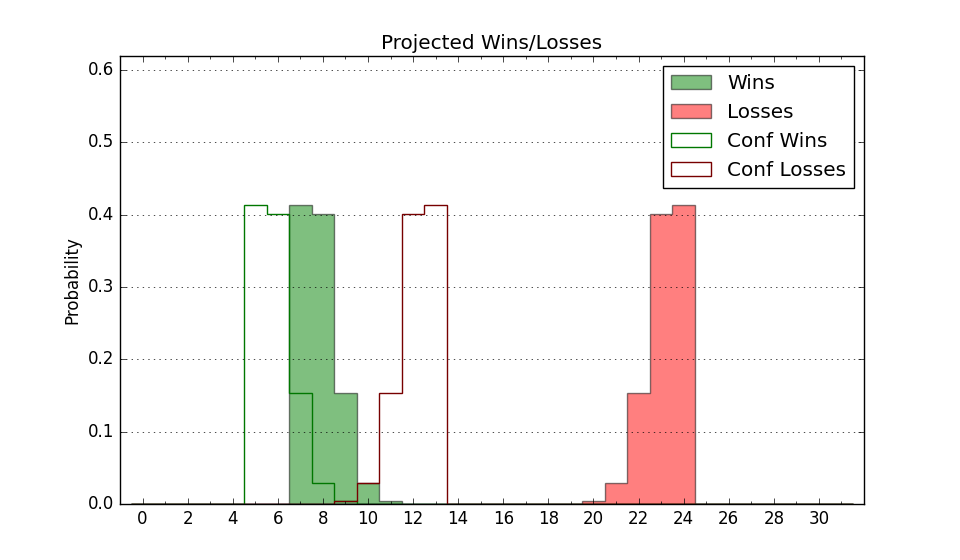 Projected Wins/Losses
Wins
Losses
Conf Wins
Conf Losses
Probability
0.6
0.5
0.4
0.3
0.2
0.1
0.0
0 2 4 6 8 10 12 14 16 18 20 22 24 26 28 30